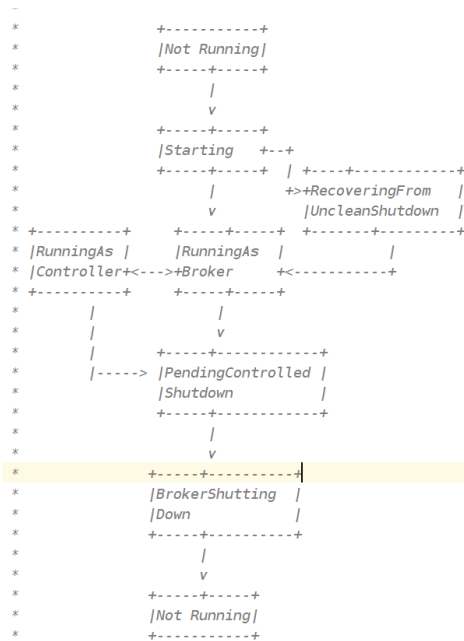 *                 +-----------+
*                 |Not Running|
*                 +-----+-----+
*                       |
*                       v
*                 +-----+-----+
*                 |Starting   +--+
*                 +-----+-----+  | +----+------------+
*                       |        +>+RecoveringFrom   |
*                       v          |UncleanShutdown  |
* +----------+     +-----+-----+   +-------+---------+
* |RunningAs |     |RunningAs  |            |
* |Controller+<--->+Broker     +<-----------+
* +----------+     +-----+-----+
*        |              |
*        |              v
*        |       +-----+------------+
*        |-----> |PendingControlled |
*                |Shutdown          |
*                +-----+------------+
*                      |
*                      v
*                +-----+----------+
*                |BrokerShutting  |
*                |Down            |
*                +-----+----------+
*                      |
*                      v
*                +-----+-----+
*                |Not Running|
*                +-----------+